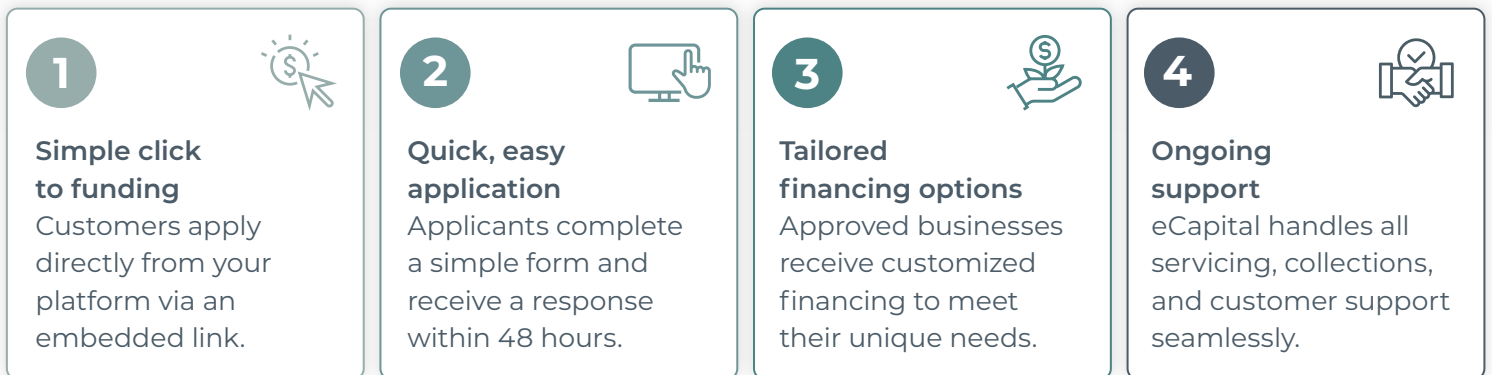 1
Simple click
to funding
Customers apply
directly from your
platform via an
embedded link.
2
Quick, easy
application
Applicants complete
a simple form and
receive a response
within 48 hours.
3
Tailored
financing options
Approved businesses
receive customized
financing to meet
their unique needs.
4
Ongoing
support
eCapital handles all
servicing, collections,
and customer support
seamlessly.